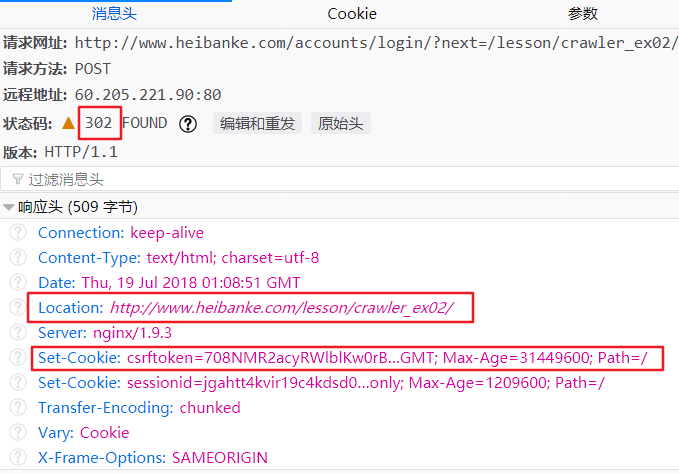 消息头 Cookie 参数
请求网址: http://www.heibanke.com/accounts/login/?next=/lesson/crawler_ex02/
请求方法: POST
远程地址: 60.205.221.90:80
状态码: 302 FOUND 编辑和重发 原始头
版本: HTTP/1.1
过滤消息头
响应头 (509 字节)
Connection: keep-alive
Content-Type: text/html; charset=utf-8
Date: Thu, 19 Jul 2018 01:08:51 GMT
Location: http://www.heibanke.com/lesson/crawler_ex02/
Server: nginx/1.9.3
Set-Cookie: csrftoken=708NMR2acyRWlblKw0rB...GMT; Max-Age=31449600; Path=/
Set-Cookie: sessionid=jgahtt4kvir19c4kdsd0...only; Max-Age=1209600; Path=/
Transfer-Encoding: chunked
Vary: Cookie
X-Frame-Options: SAMEORIGIN